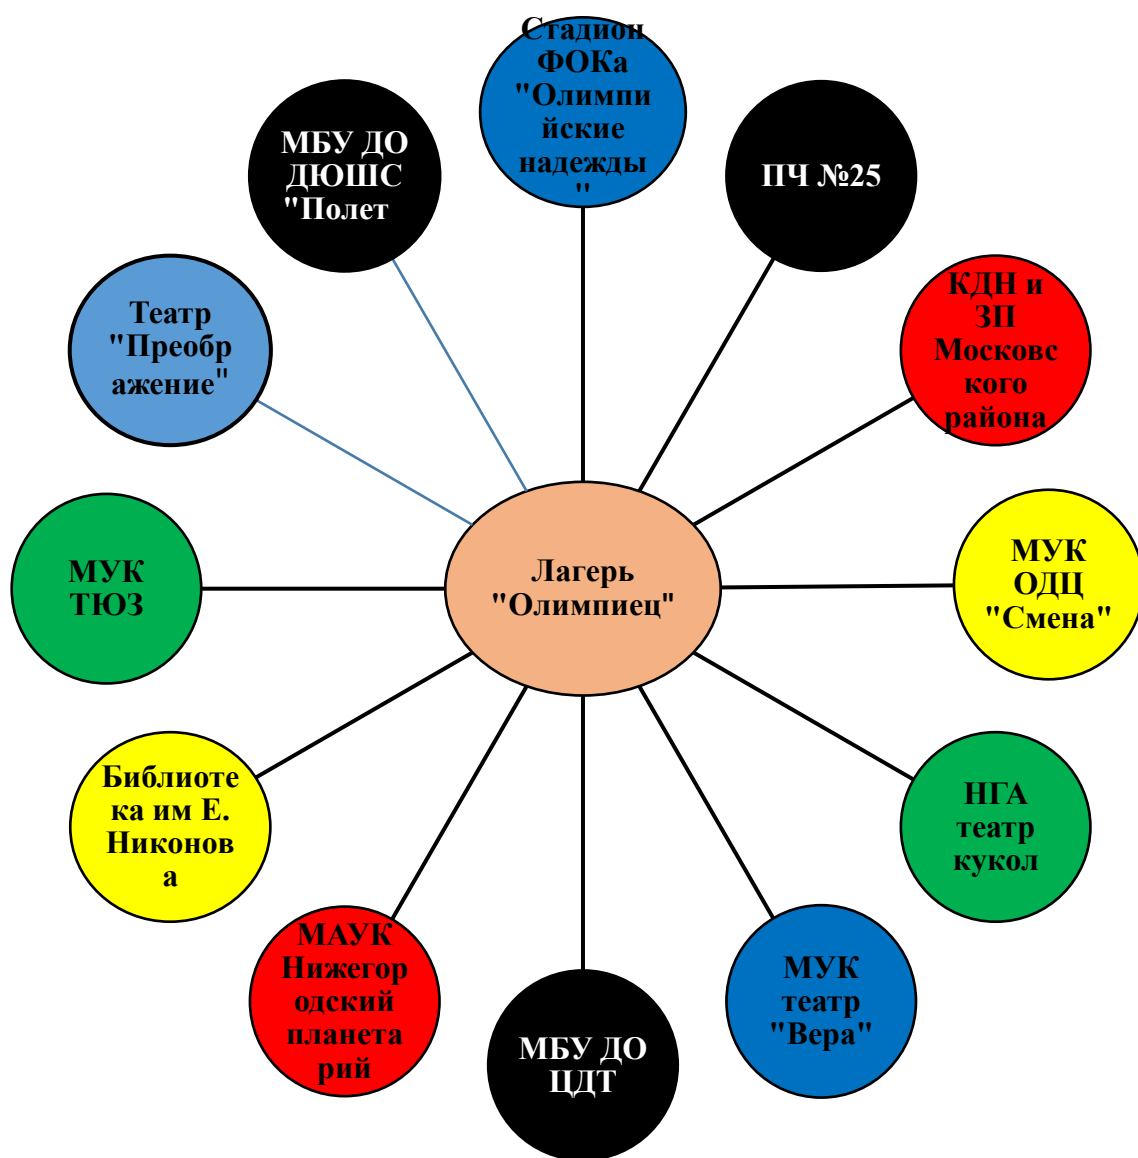 Стадион
ФОКа
"Олимпи
йские
надежды
"
ПЧ №25
КДН и
ЗП
Московс
кого
района
МУК
ОДЦ
"Смена"
НГА
театр
кукол
МУК
театр
"Вера"
МБУ ДО
ЦДТ
МАУК
Нижегор
одский
планета
рий
Библиоте
ка им Е.
Никонов
а
МУК
ТЮЗ
Театр
"Преобр
ажение"
МБУ ДО
ДЮШС
"Полет
Лагерь
"Олимпиец"